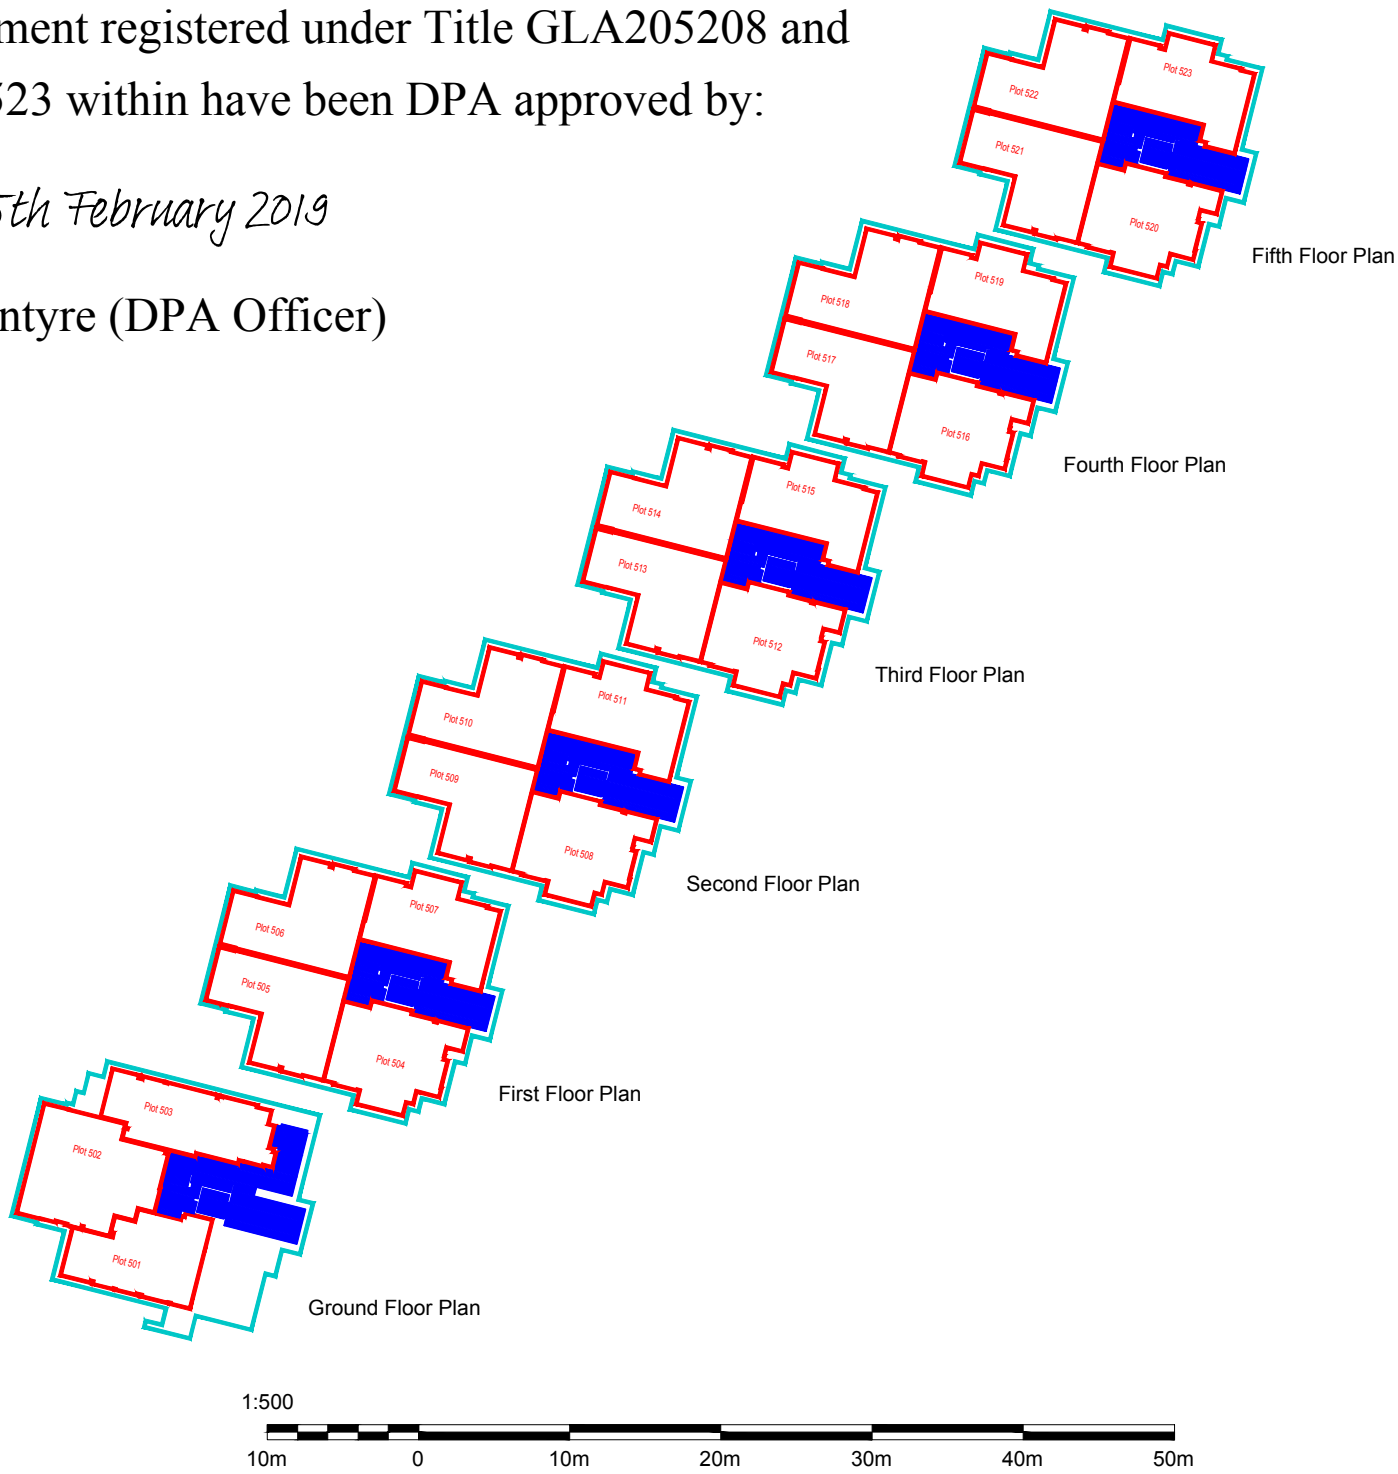 ment registered under Title GLA205208 and
523 within have been DPA approved by:
5th February 2019
ntyre (DPA Officer)
Plot 523
Plot 522
Plot 521
Plot 520
Fifth Floor Plan
Plot 519
Plot 518
Plot 517
Plot 516
Fourth Floor Plan
Plot 515
Plot 514
Plot 513
Plot 512
Third Floor Plan
Plot 511
Plot 510
Plot 509
Plot 508
Second Floor Plan
Plot 507
Plot 506
Plot 505
Plot 504
First Floor Plan
Plot 503
Plot 502
Plot 501
Ground Floor Plan
1:500
10m 0 10m 20m 30m 40m 50m